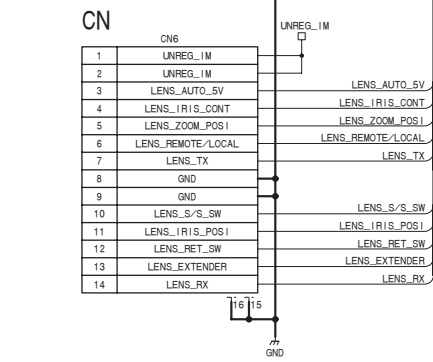 CN
UNREG_IM
CN6
1 UNREG_IM
2 UNREG_IM
3 LENS_AUTO_5V LENS_AUTO_5V
4 LENS_IRIS_CONT LENS_IRIS_CONT
5 LENS_ZOOM_POSI LENS_ZOOM_POSI
6 LENS_REMOTE/LOCAL LENS_REMOTE/LOCAL
7 LENS_TX LENS_TX
8 GND
9 GND
10 LENS_S/S_SW LENS_S/S_SW
11 LENS_IRIS_POSI LENS_IRIS_POSI
12 LENS_RET_SW LENS_RET_SW
13 LENS_EXTENDER LENS_EXTENDER
14 LENS_RX LENS_RX
16 15
GND